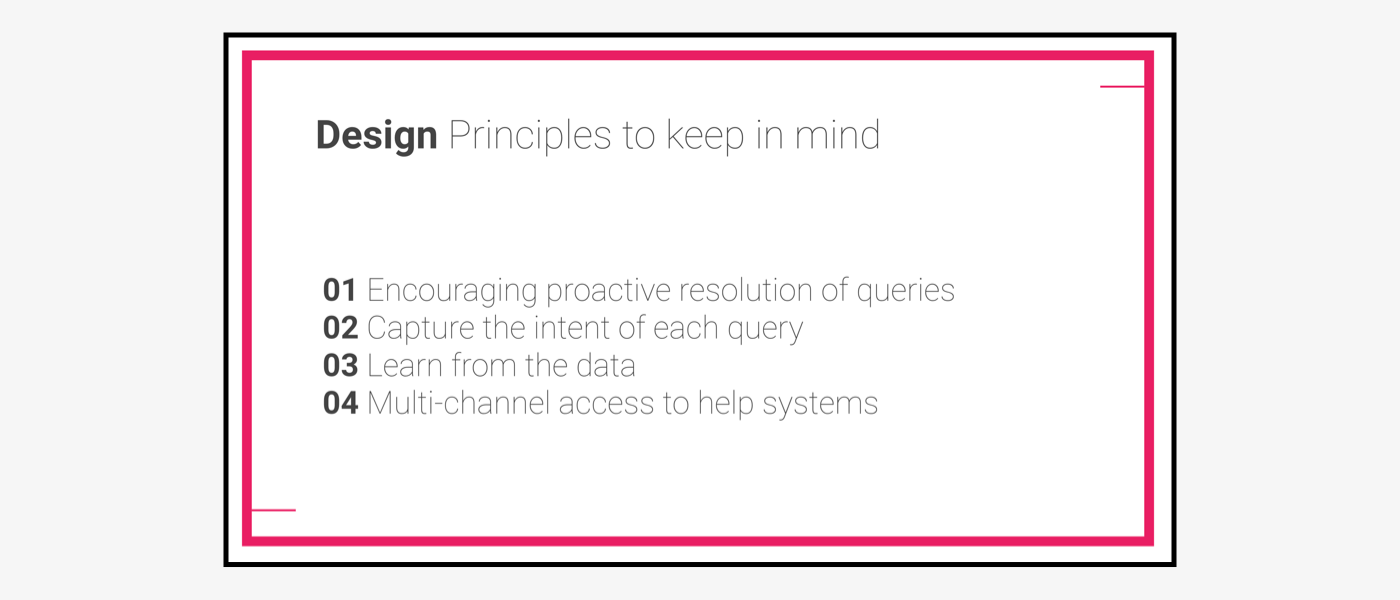 Design Principles to keep in mind
01 Encouraging proactive resolution of queries
02 Capture the intent of each query
03 Learn from the data
04 Multi-channel access to help systems